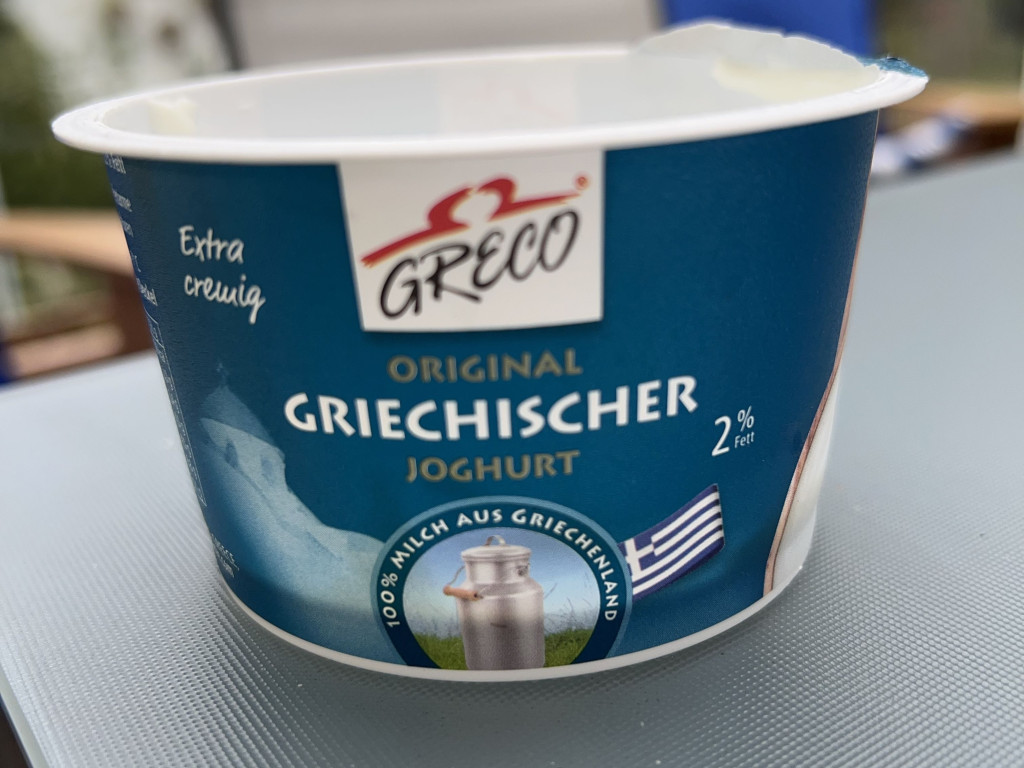 Extra
cremig
GRECO
ORIGINAL
GRIECHISCHER
JOGHURT
2%
Fett
100% MILCH AUS GRIECHENLAND